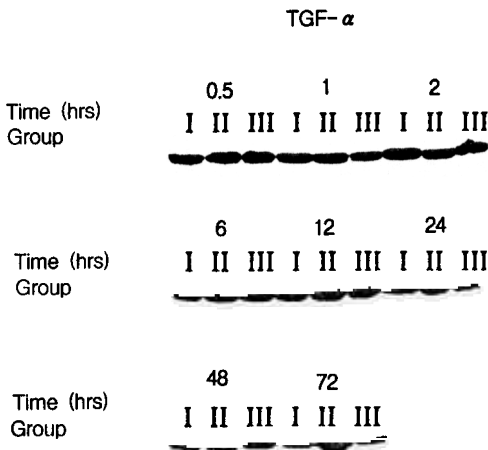 TGF-α
0.5 1 2
Time (hrs)
Group I II III I II III I II III
6 12 24
Time (hrs)
Group I II III I II III I II III
48 72
Time (hrs)
Group I II III I II III